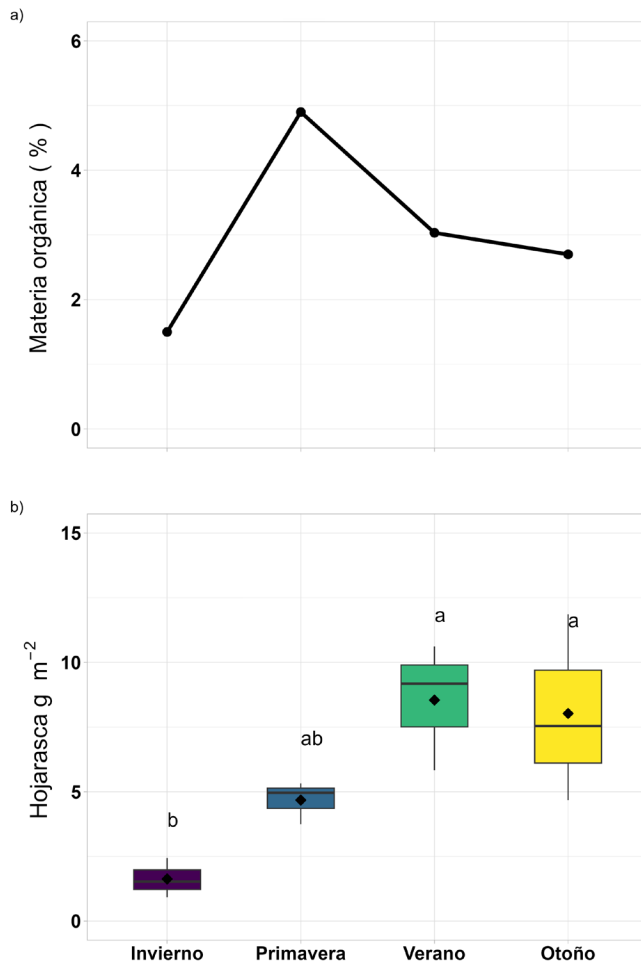 a)
Materia orgánica ( % )
6
4
2
0
b)
Hojarasca g m⁻²
15
10
5
0
b
ab
a
a
Invierno Primavera Verano Otoño